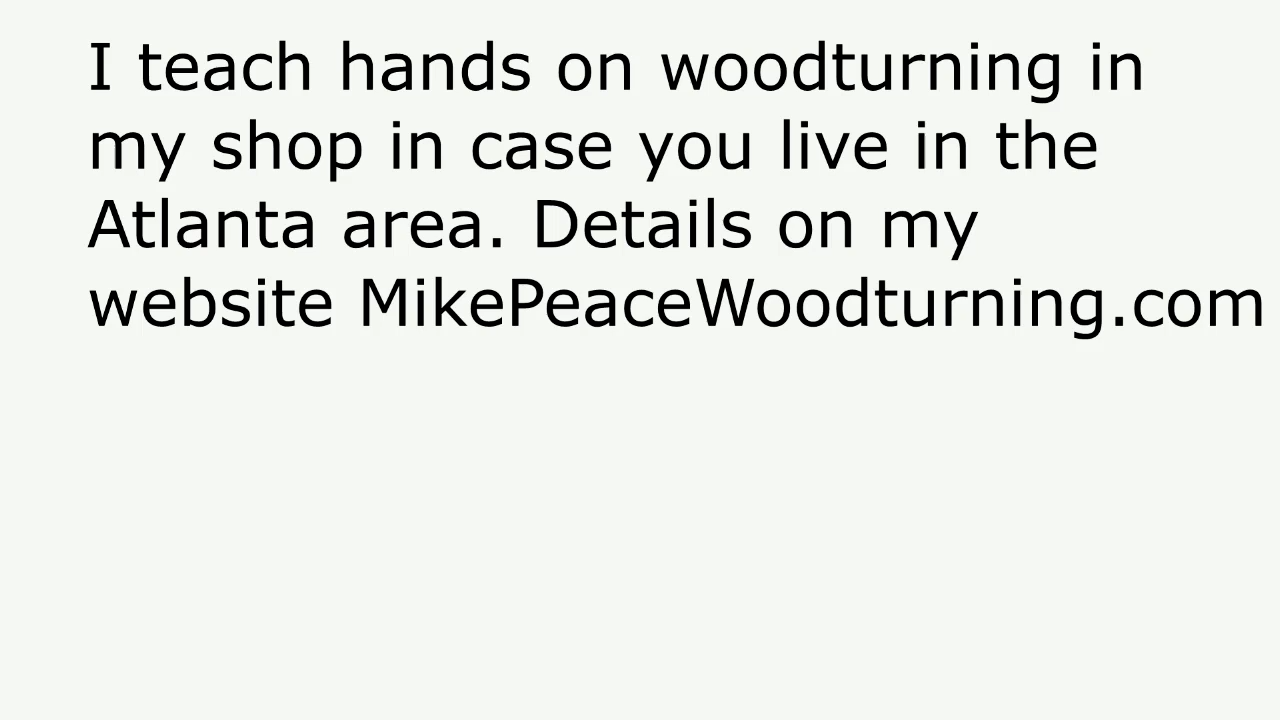 I teach hands on woodturning in
my shop in case you live in the
Atlanta area. Details on my
website MikePeaceWoodturning.com